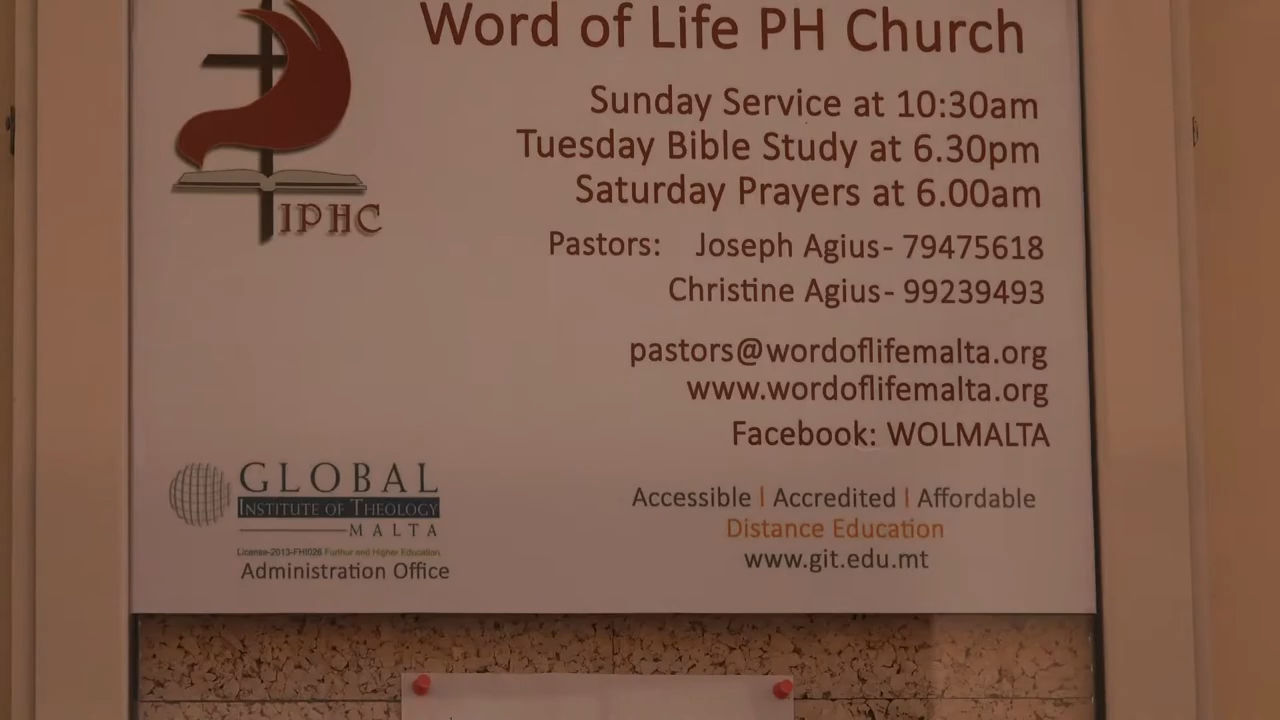 Word of Life PH Church
Sunday Service at 10:30am
Tuesday Bible Study at 6.30pm
Saturday Prayers at 6.00am
IPHC
Pastors: Joseph Agius- 79475618
Christine Agius- 99239493
pastors@wordoflifemalta.org
www.wordoflifemalta.org
Facebook: WOLMALTA
GLOBAL
INSTITUTE OF THEOLOGY
MALTA
License-2013-FHI026 Furthur and Higher Education
Administration Office
Accessible | Accredited | Affordable
Distance Education
www.git.edu.mt